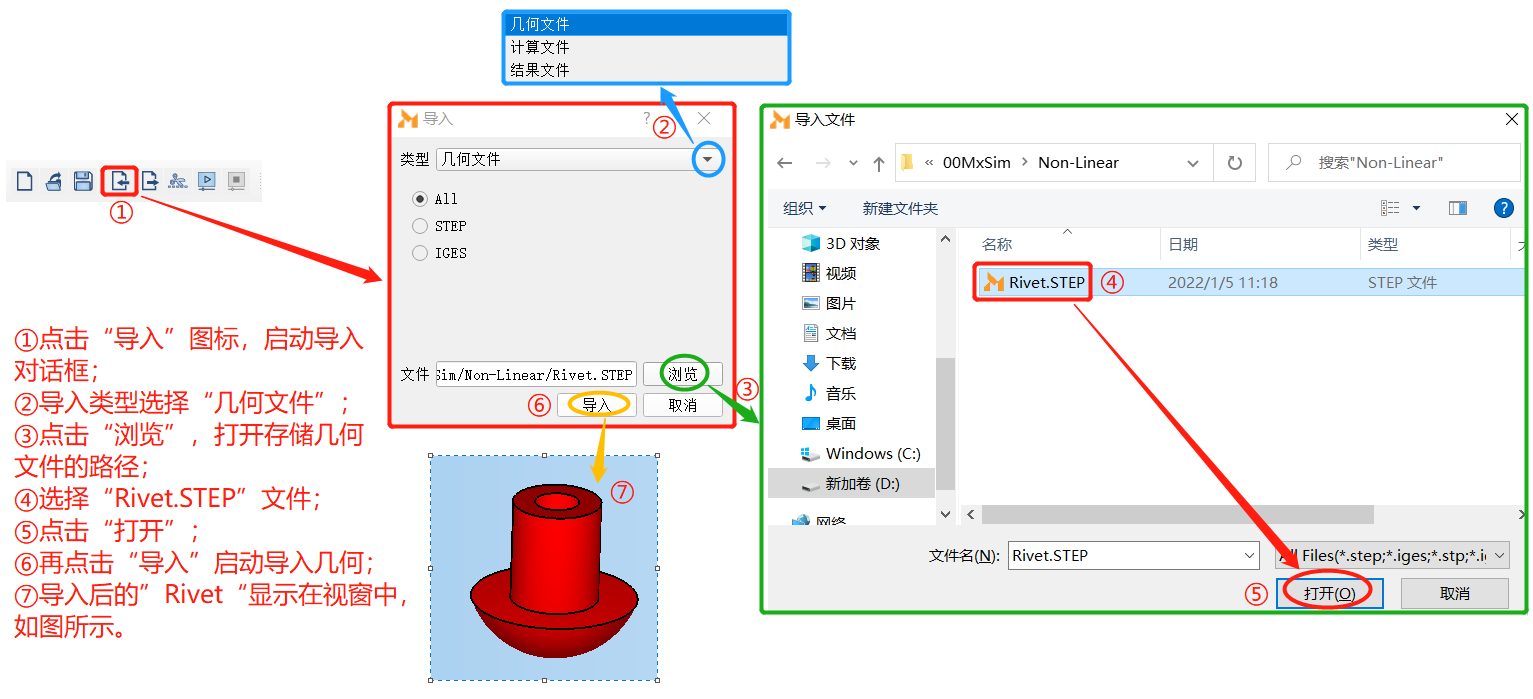 几何文件
计算文件
结果文件
导入
?
②
类型 几何文件
All
STEP
IGES
文件 Sim/Non-Linear/Rivet.STEP 浏览
③
⑥ 导入 取消
①
导入文件
« 00MxSim › Non-Linear
搜索"Non-Linear"
组织 新建文件夹
?
3D 对象
视频
图片
文档
下载
音乐
桌面
Windows (C:)
新加卷 (D:)
网络
名称 日期 类型
Rivet.STEP ④ 2022/1/5 11:18 STEP 文件
文件名(N): Rivet.STEP All Files(*.step;*.iges;*.stp;*.i
⑤ 打开(O) 取消
⑦
①点击“导入”图标，启动导入
对话框；
②导入类型选择“几何文件”；
③点击“浏览”，打开存储几何
文件的路径；
④选择“Rivet.STEP”文件；
⑤点击“打开”；
⑥再点击“导入”启动导入几何；
⑦导入后的”Rivet“显示在视窗中，
如图所示。